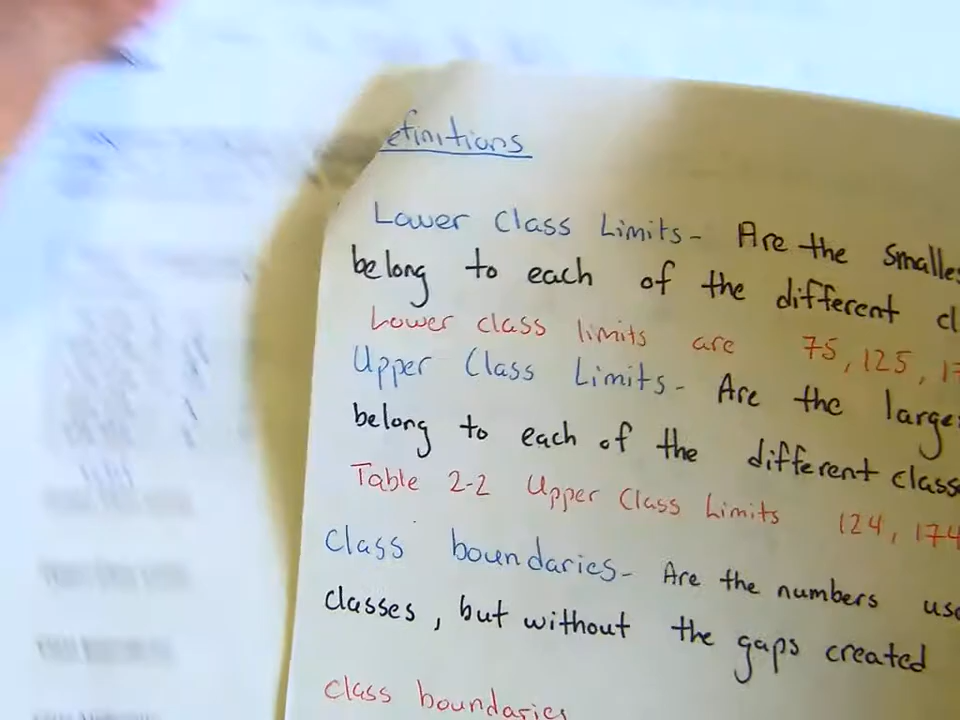 efinitions
Lower Class Limits - Are the smalle
belong to each of the different cl
Lower class limits are 75, 125, 17
Upper Class Limits - Are the large
belong to each of the different class
Table 2-2 Upper Class Limits 124, 174
Class boundaries - Are the numbers us
classes, but without the gaps created
class boundaries